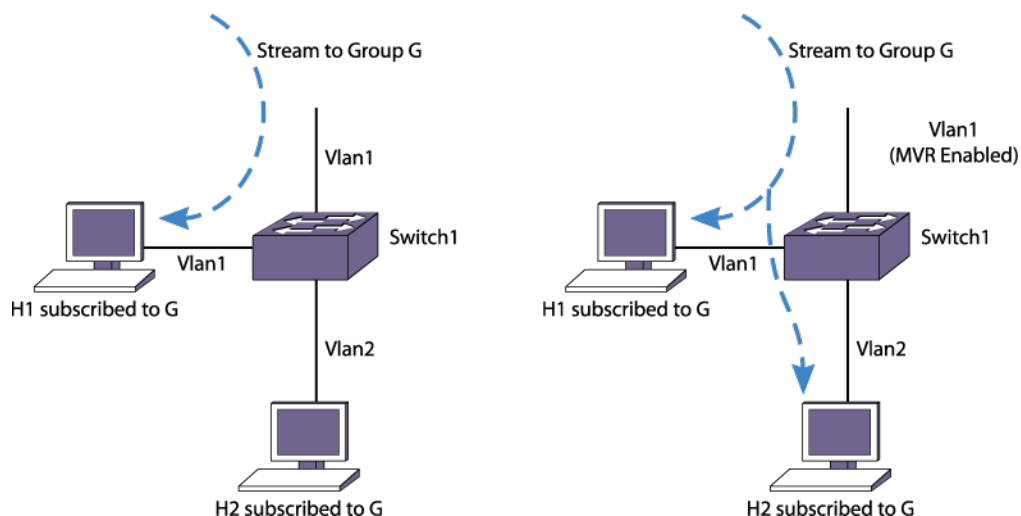 Stream to Group G
Vlan1
Switch1
Vlan1
H1 subscribed to G
Vlan2
H2 subscribed to G
Stream to Group G
Vlan1
(MVR Enabled)
Switch1
Vlan1
H1 subscribed to G
Vlan2
H2 subscribed to G